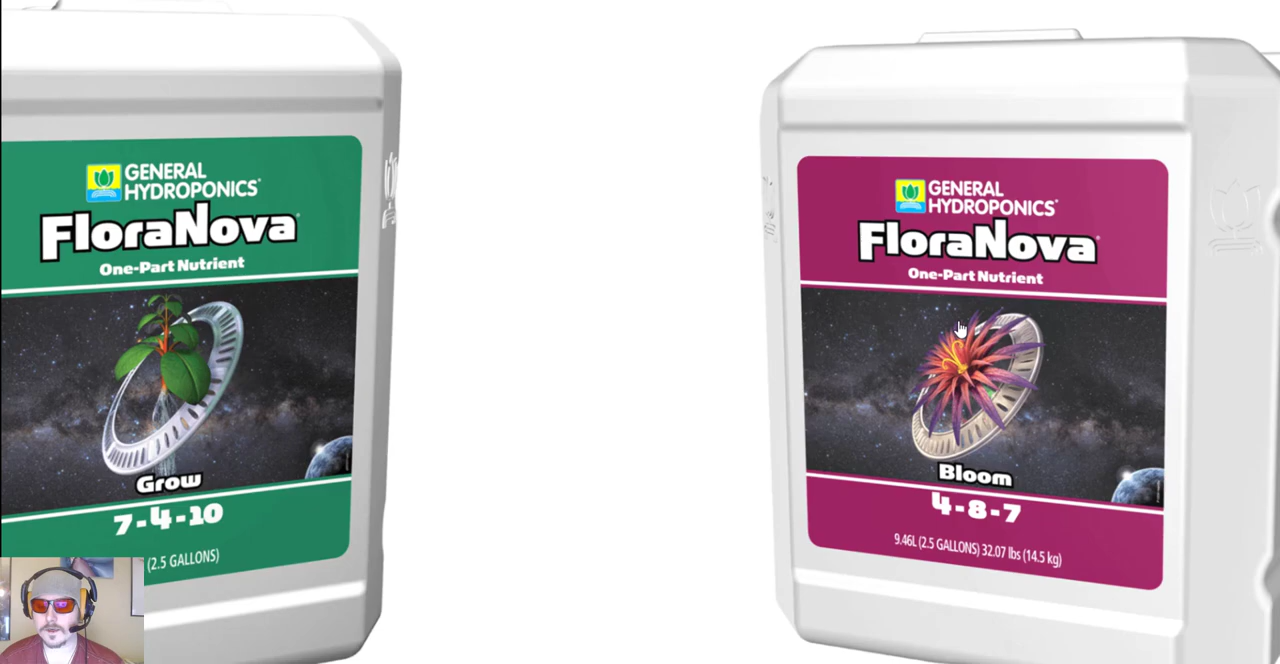 GENERAL
HYDROPONICS
FloraNova
One-Part Nutrient
Grow
7-4-10
(2.5 GALLONS)
GENERAL
HYDROPONICS
FloraNova
One-Part Nutrient
Bloom
4-8-7
9.46L (2.5 GALLONS) 32.07 lbs (14.5 kg)